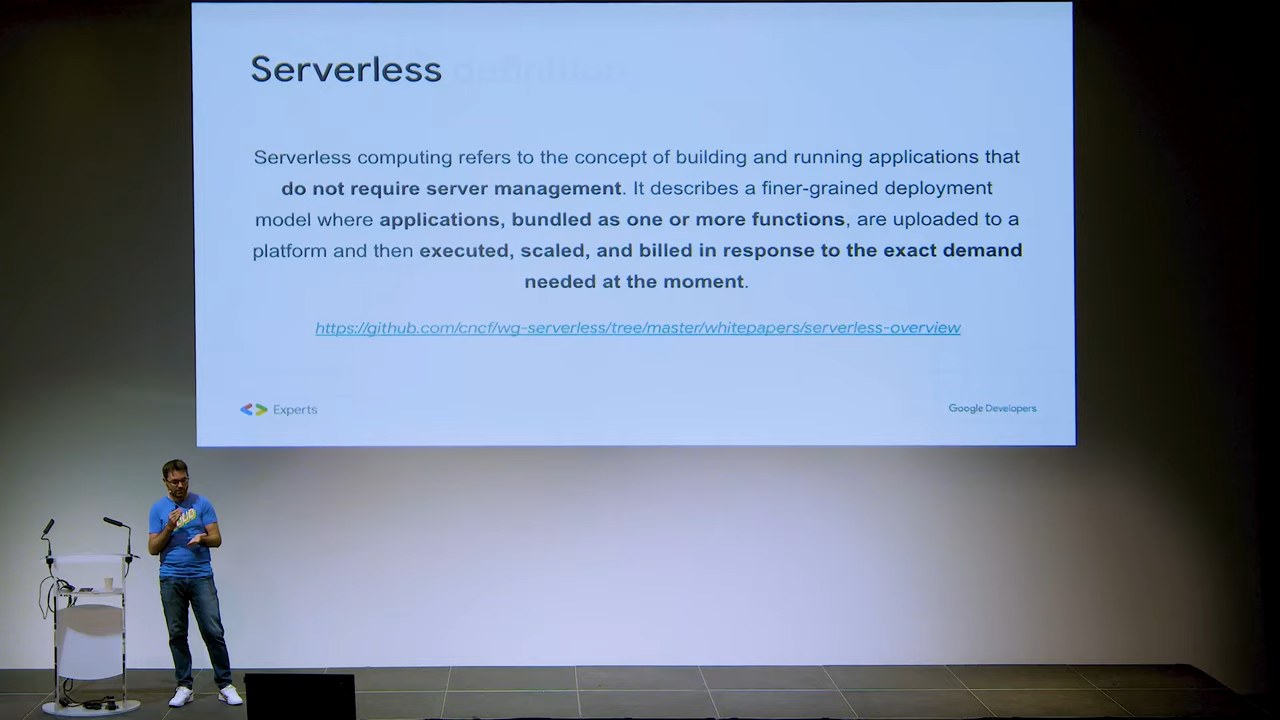 Serverless definition
Serverless computing refers to the concept of building and running applications that
do not require server management. It describes a finer-grained deployment
model where applications, bundled as one or more functions, are uploaded to a
platform and then executed, scaled, and billed in response to the exact demand
needed at the moment.
https://github.com/cncf/wg-serverless/tree/master/whitepapers/serverless-overview
Experts
Google Developers